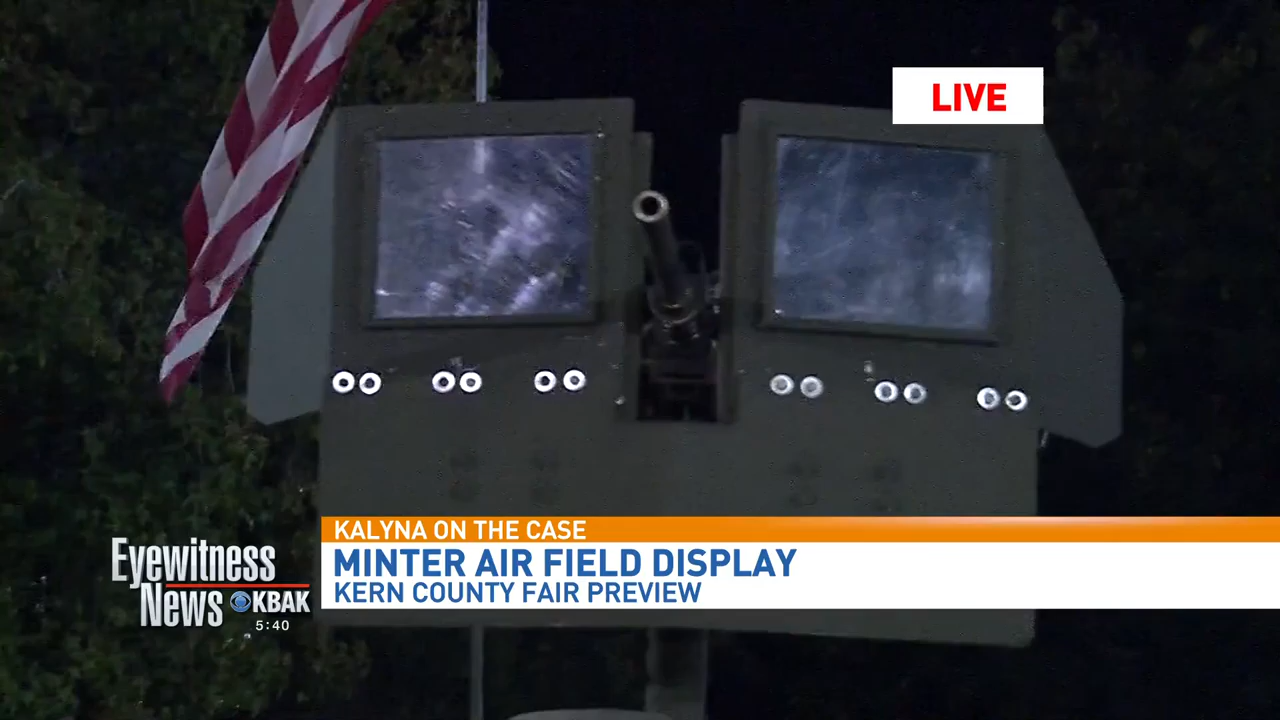 LIVE
KALYNA ON THE CASE
MINTER AIR FIELD DISPLAY
KERN COUNTY FAIR PREVIEW
Eyewitness
News KBAK
5:40